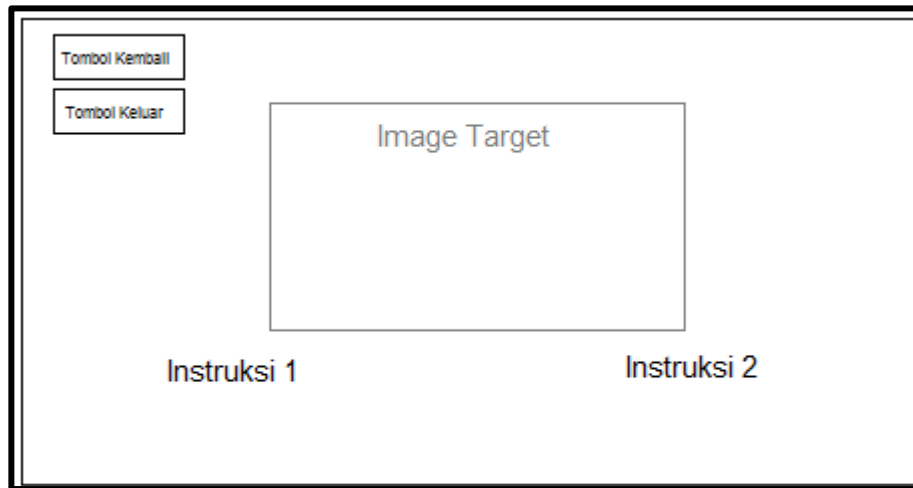 Tombol Kembali
Tombol Keluar
Image Target
Instruksi 1
Instruksi 2